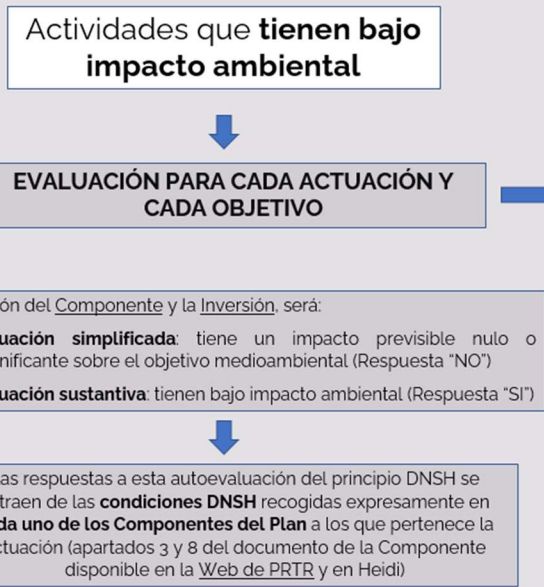 Actividades que tienen bajo
impacto ambiental
EVALUACIÓN PARA CADA ACTUACIÓN Y
CADA OBJETIVO
ón del Componente y la Inversión, será:
uación simplificada: tiene un impacto previsible nulo o
nificante sobre el objetivo medioambiental (Respuesta "NO")
uación sustantiva: tienen bajo impacto ambiental (Respuesta "SI")
as respuestas a esta autoevaluación del principio DNSH se
traen de las condiciones DNSH recogidas expresamente en
da uno de los Componentes del Plan a los que pertenece la
ctuación (apartados 3 y 8 del documento de la Componente
disponible en la Web de PRTR y en Heidi)